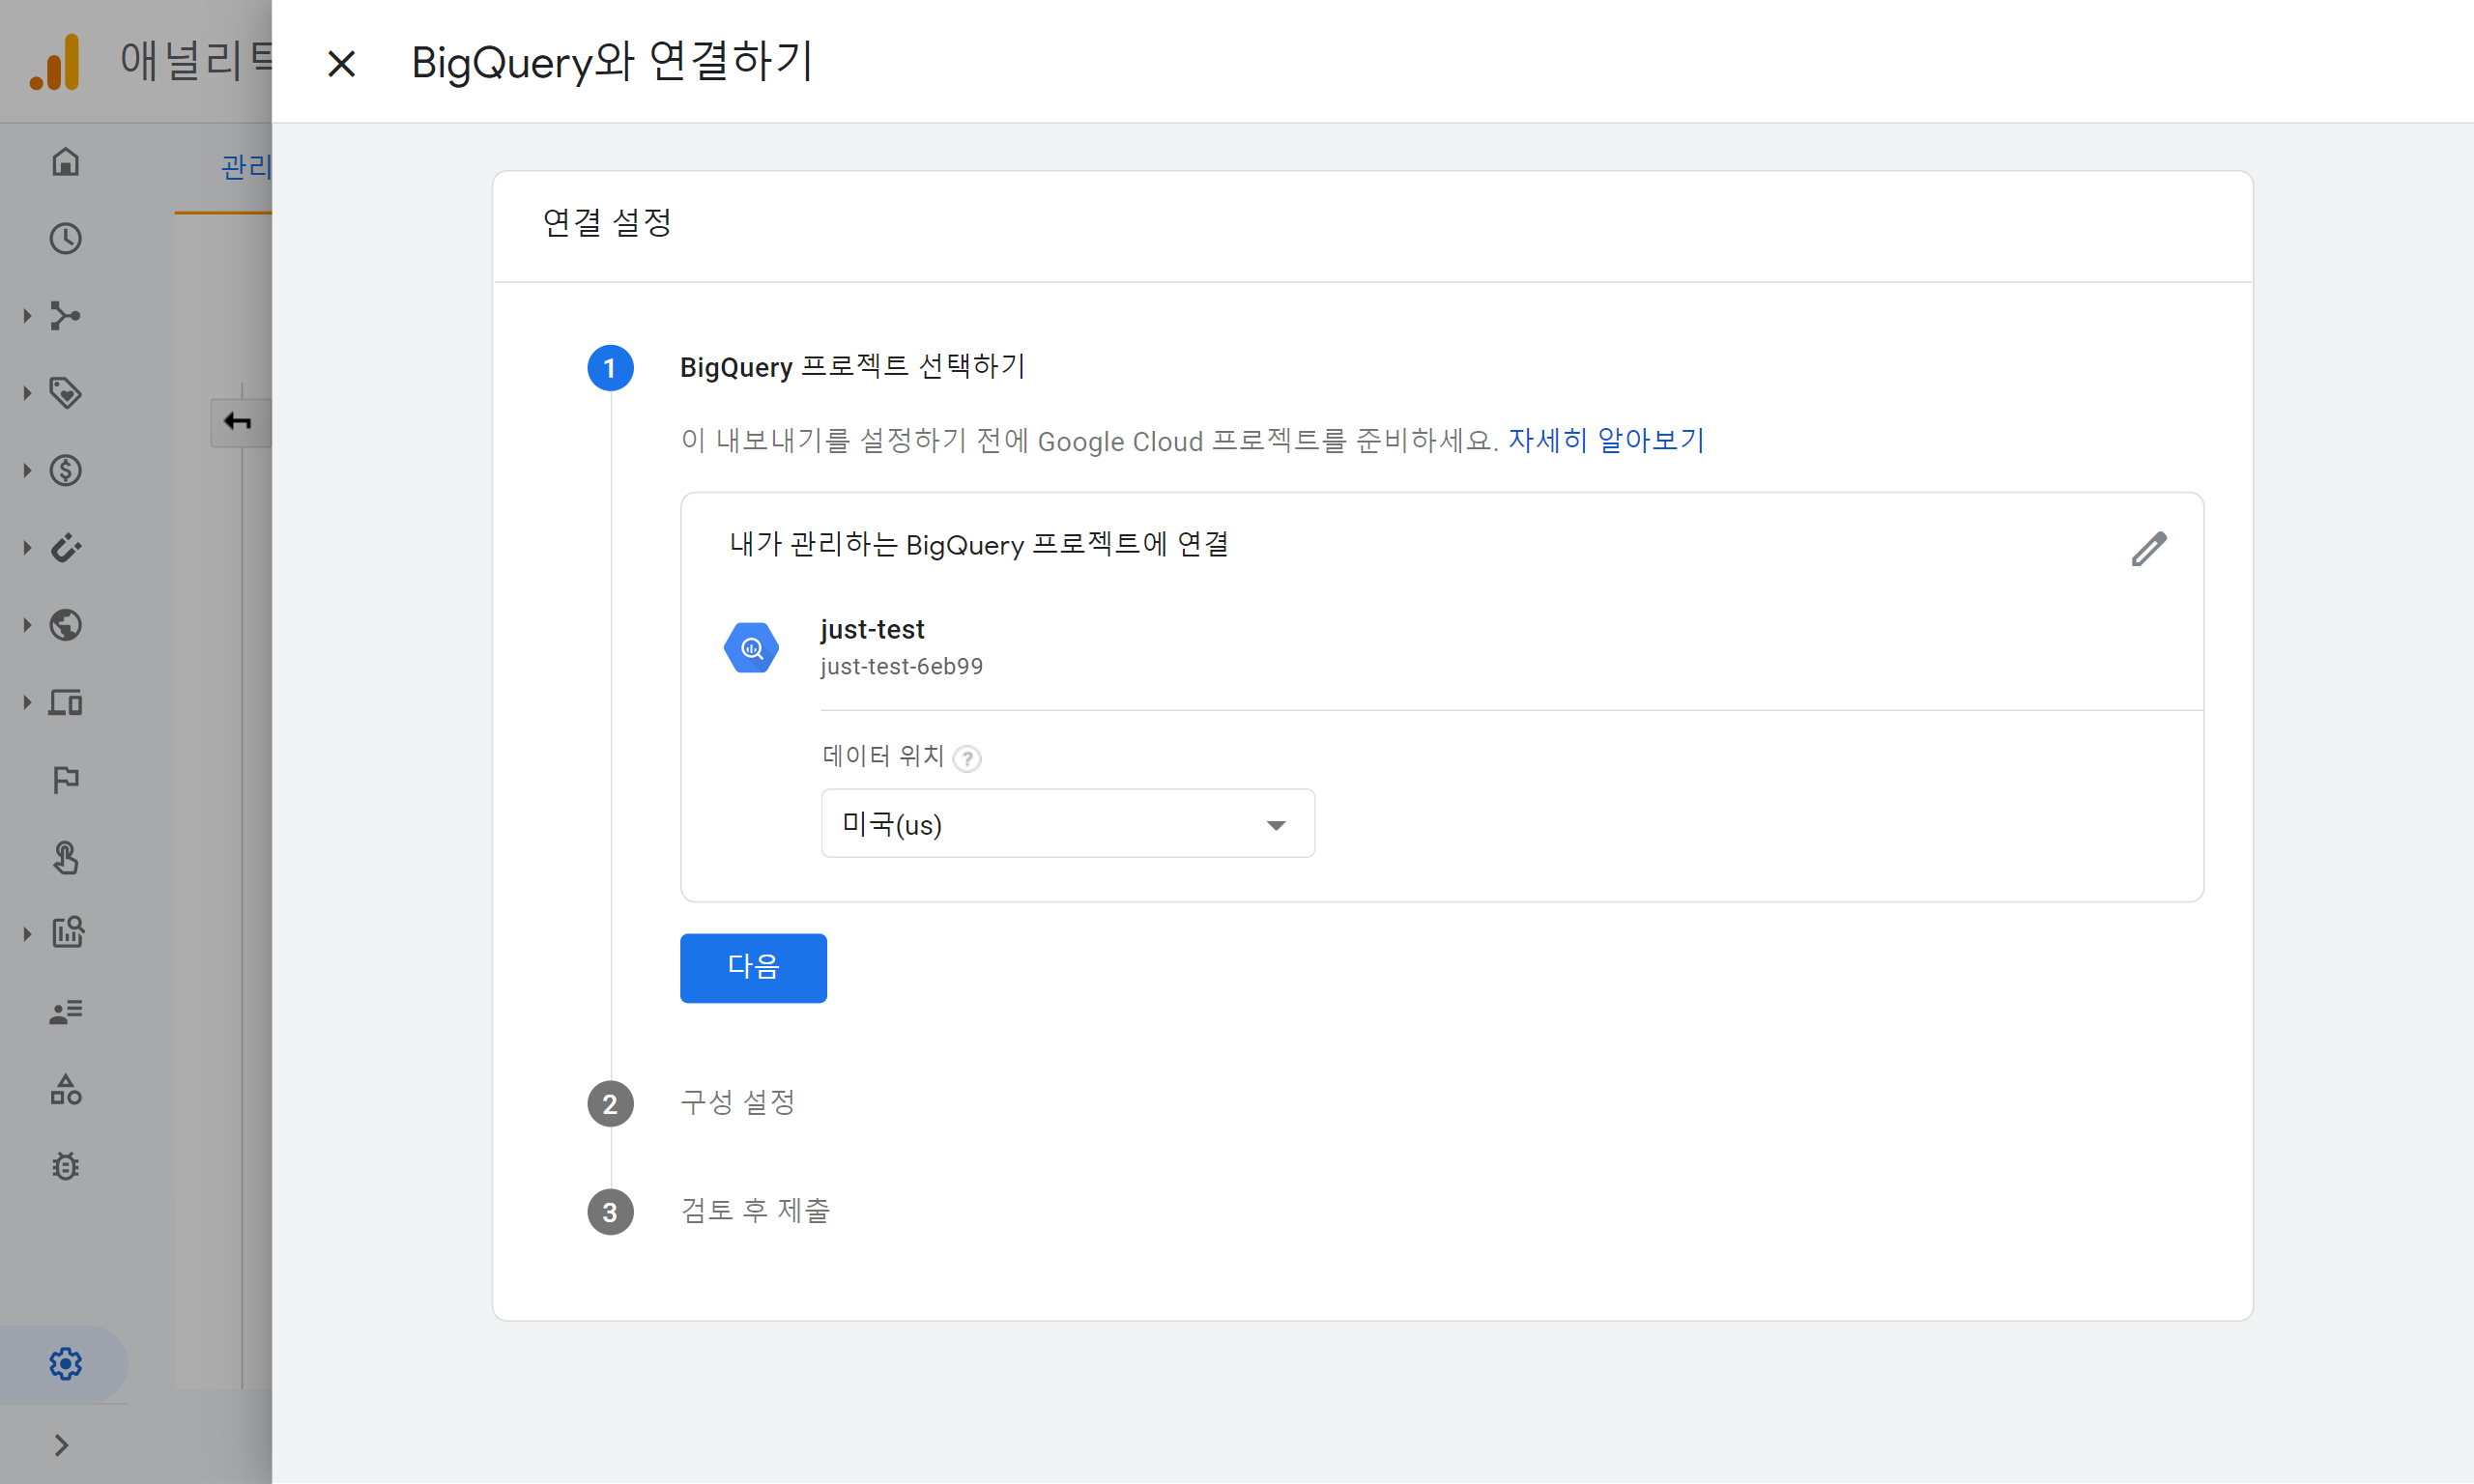 애널리틱
BigQuery와 연결하기
관리
연결 설정
1
BigQuery 프로젝트 선택하기
이 내보내기를 설정하기 전에 Google Cloud 프로젝트를 준비하세요. 자세히 알아보기
내가 관리하는 BigQuery 프로젝트에 연결
just-test
just-test-6eb99
데이터 위치 ?
미국(us)
다음
2
구성 설정
3
검토 후 제출